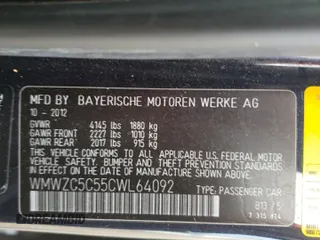 MFD BY BAYERISCHE MOTOREN WERKE AG
10 - 2012
GVWR 4145 lbs 1880 kg
GAWR FRONT 2227 lbs 1010 kg
GAWR REAR 2017 lbs 915 kg
THIS VEHICLE CONFORMS TO ALL APPLICABLE
FEDERAL MOTOR VEHICLE SAFETY, BUMPER,
AND THEFT PREVENTION STANDARDS IN EFFECT
ON THE DATE OF MANUFACTURE SHOWN ABOVE.
WMWZC5C55CWL64092
TYPE: PASSENGER CAR
B13 / 5